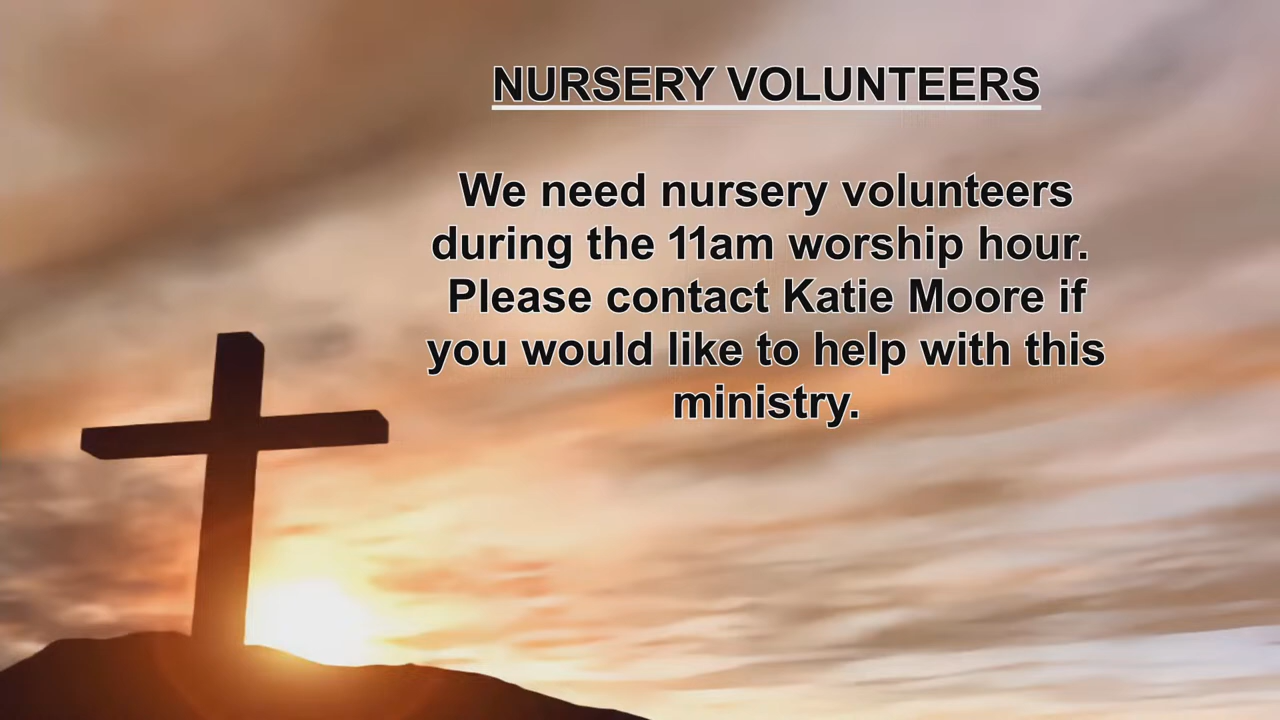 NURSERY VOLUNTEERS
We need nursery volunteers
during the 11am worship hour.
Please contact Katie Moore if
you would like to help with this
ministry.